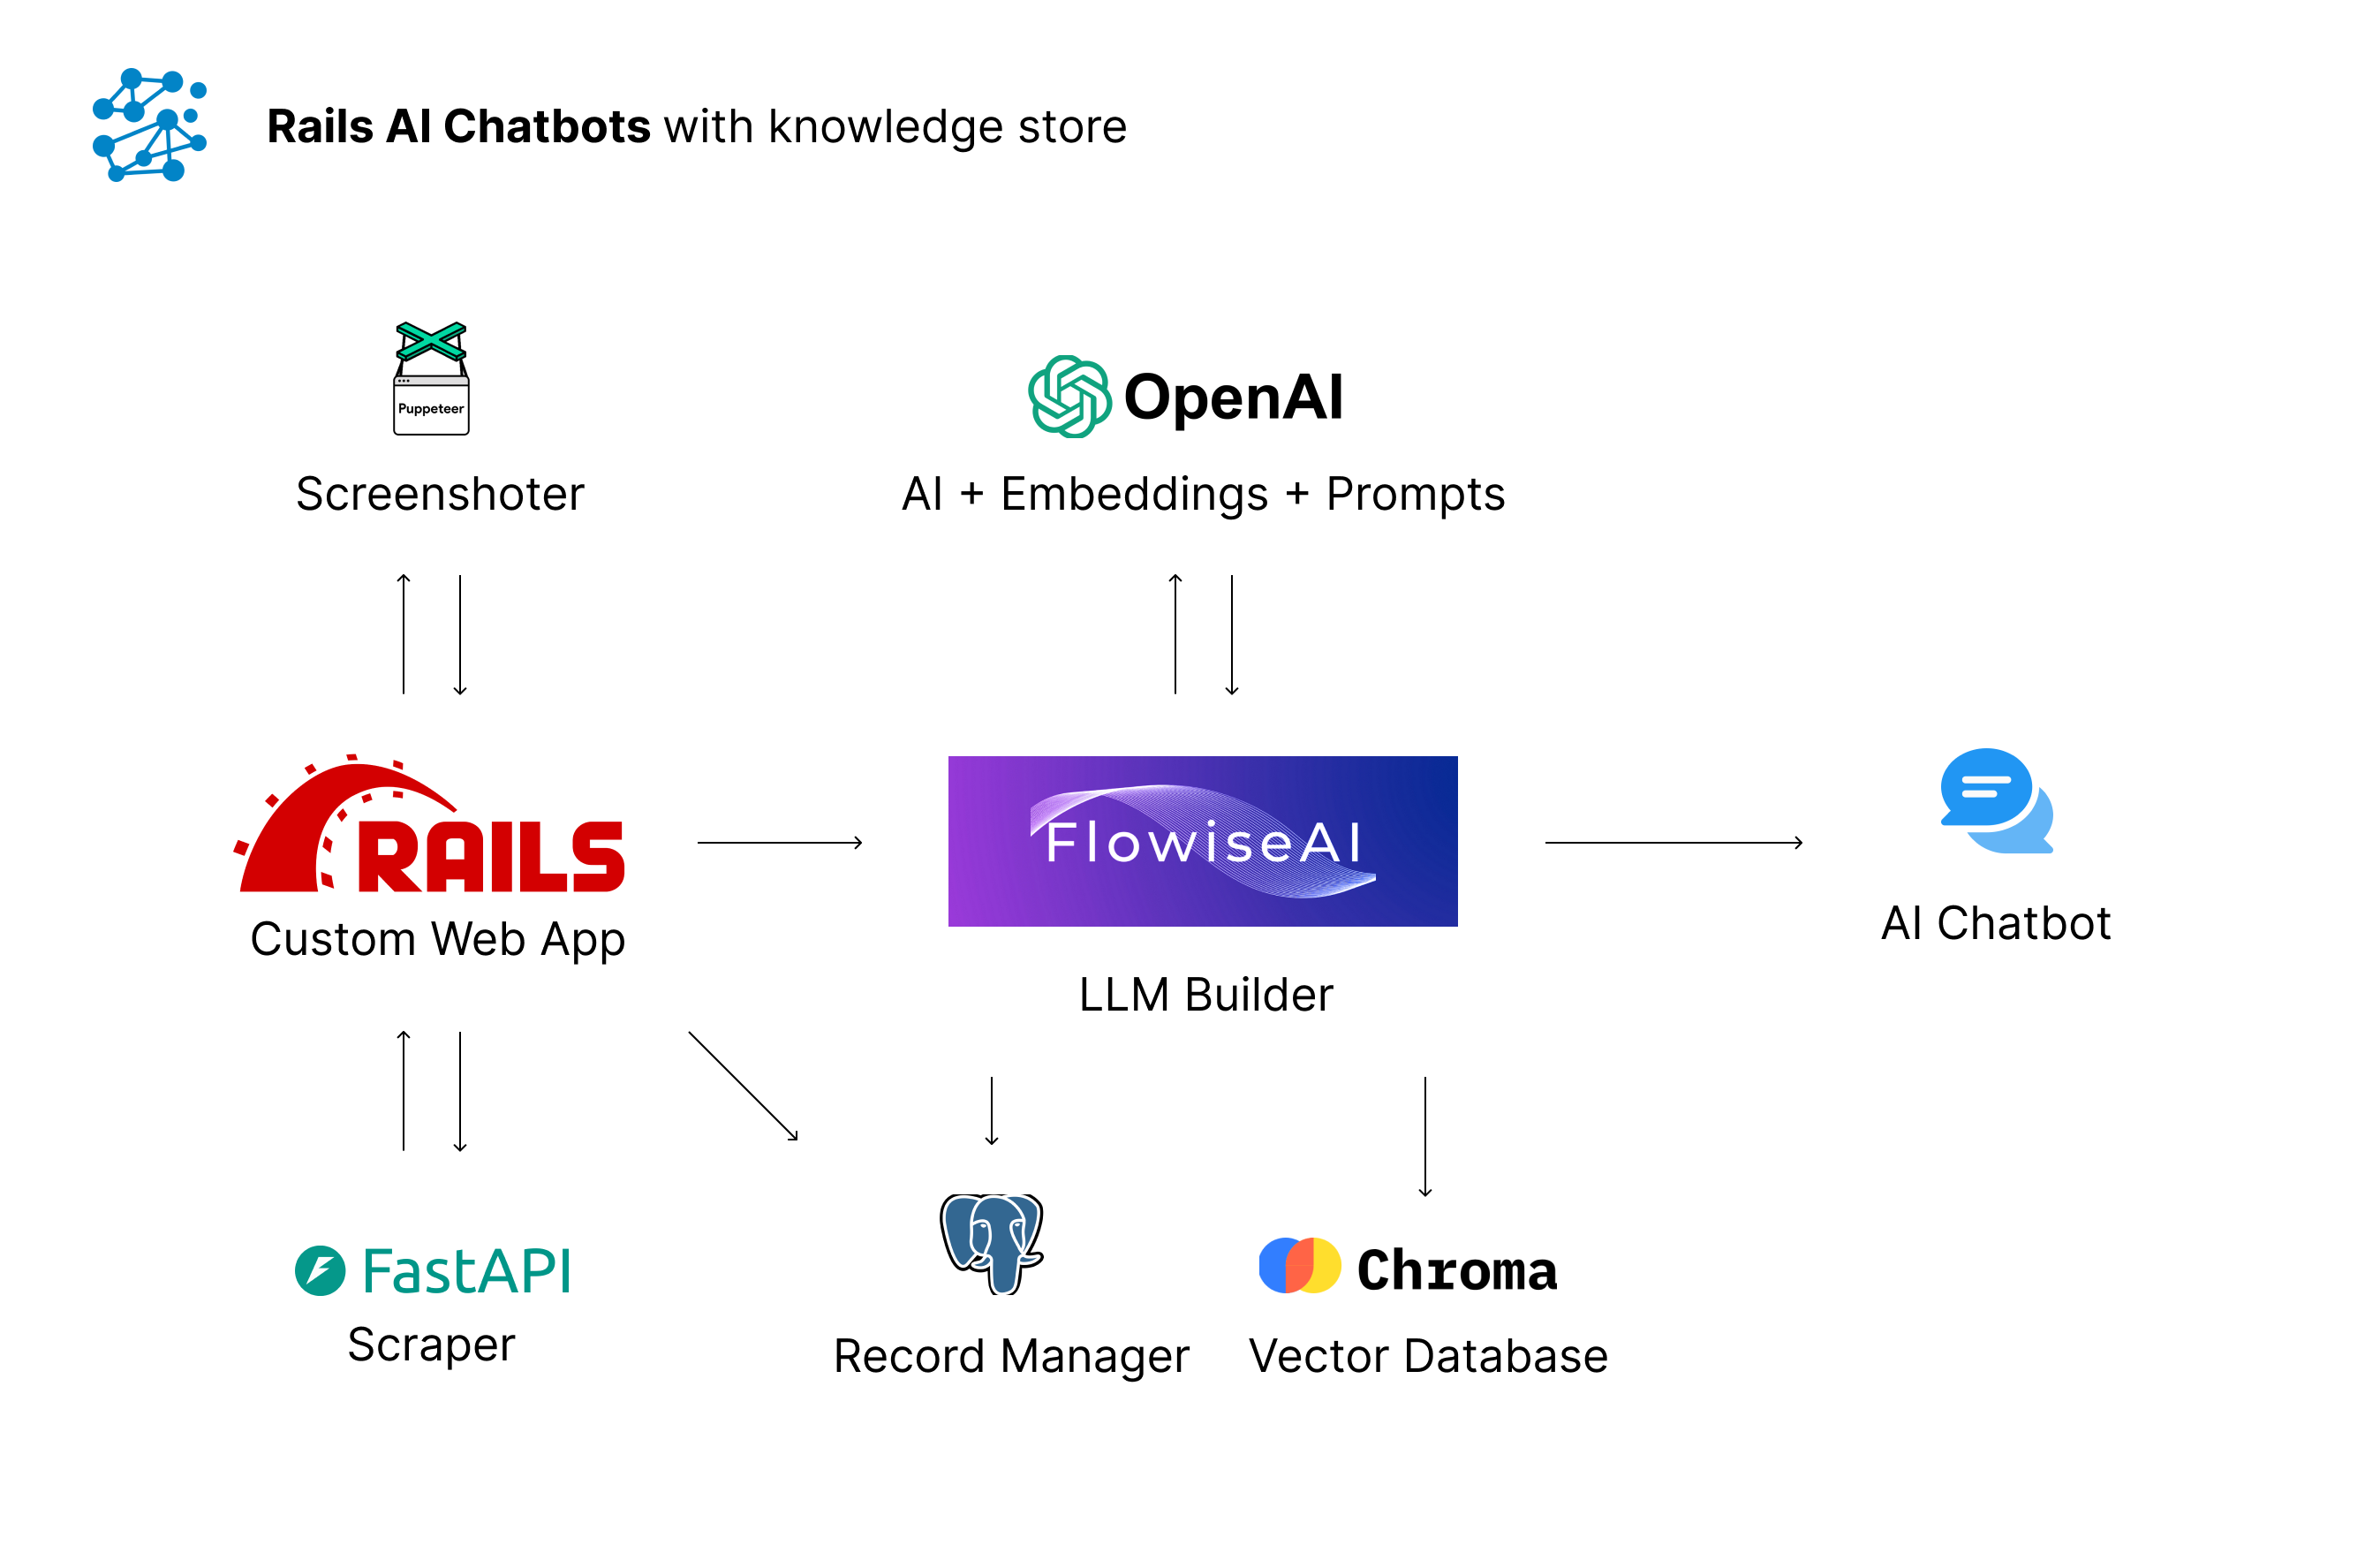 Rails AI Chatbots with knowledge store
Puppeteer
Screenshoter
OpenAI
AI + Embeddings + Prompts
RAILS
Custom Web App
FlowiseAI
LLM Builder
AI Chatbot
FastAPI
Scraper
Record Manager
Chroma
Vector Database